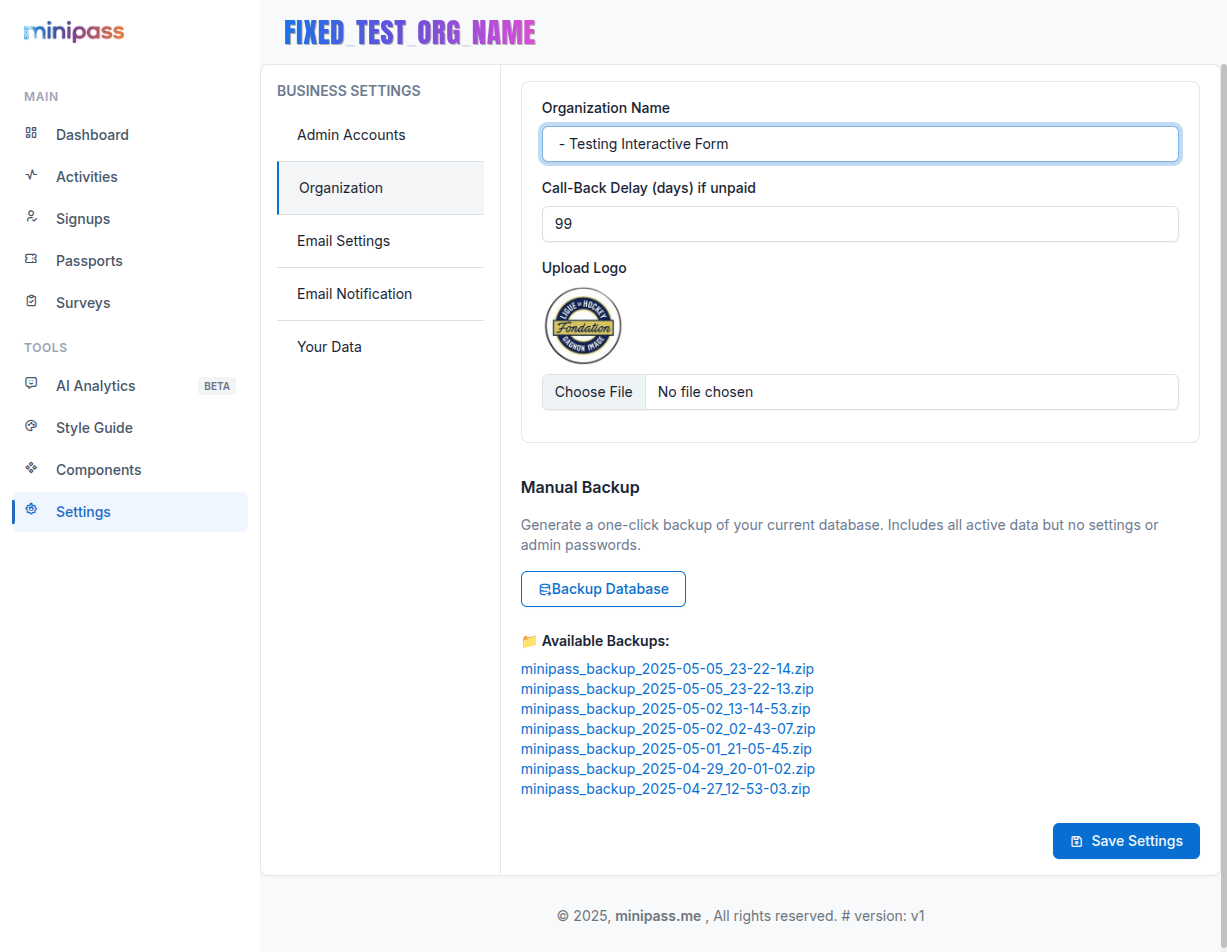 minipass
FIXED_TEST_ORG_NAME
MAIN
Dashboard
Activities
Signups
Passports
Surveys
TOOLS
AI Analytics BETA
Style Guide
Components
Settings
BUSINESS SETTINGS
Admin Accounts
Organization
Email Settings
Email Notification
Your Data
Organization Name
- Testing Interactive Form
Call-Back Delay (days) if unpaid
99
Upload Logo
LIGUE DE HOCKEY
Fondation
GAGNON IMAGE
Choose File No file chosen
Manual Backup
Generate a one-click backup of your current database. Includes all active data but no settings or
admin passwords.
Backup Database
📁 Available Backups:
minipass_backup_2025-05-05_23-22-14.zip
minipass_backup_2025-05-05_23-22-13.zip
minipass_backup_2025-05-02_13-14-53.zip
minipass_backup_2025-05-02_02-43-07.zip
minipass_backup_2025-05-01_21-05-45.zip
minipass_backup_2025-04-29_20-01-02.zip
minipass_backup_2025-04-27_12-53-03.zip
Save Settings
© 2025, minipass.me , All rights reserved. # version: v1